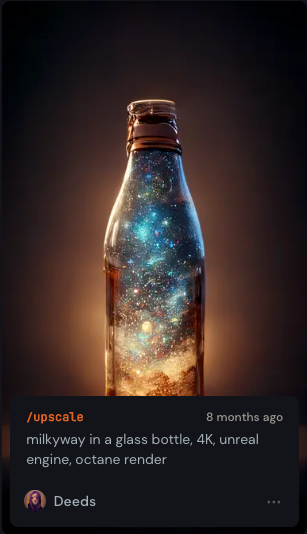 /upscale
8 months ago
milkyway in a glass bottle, 4K, unreal
engine, octane render
Deeds